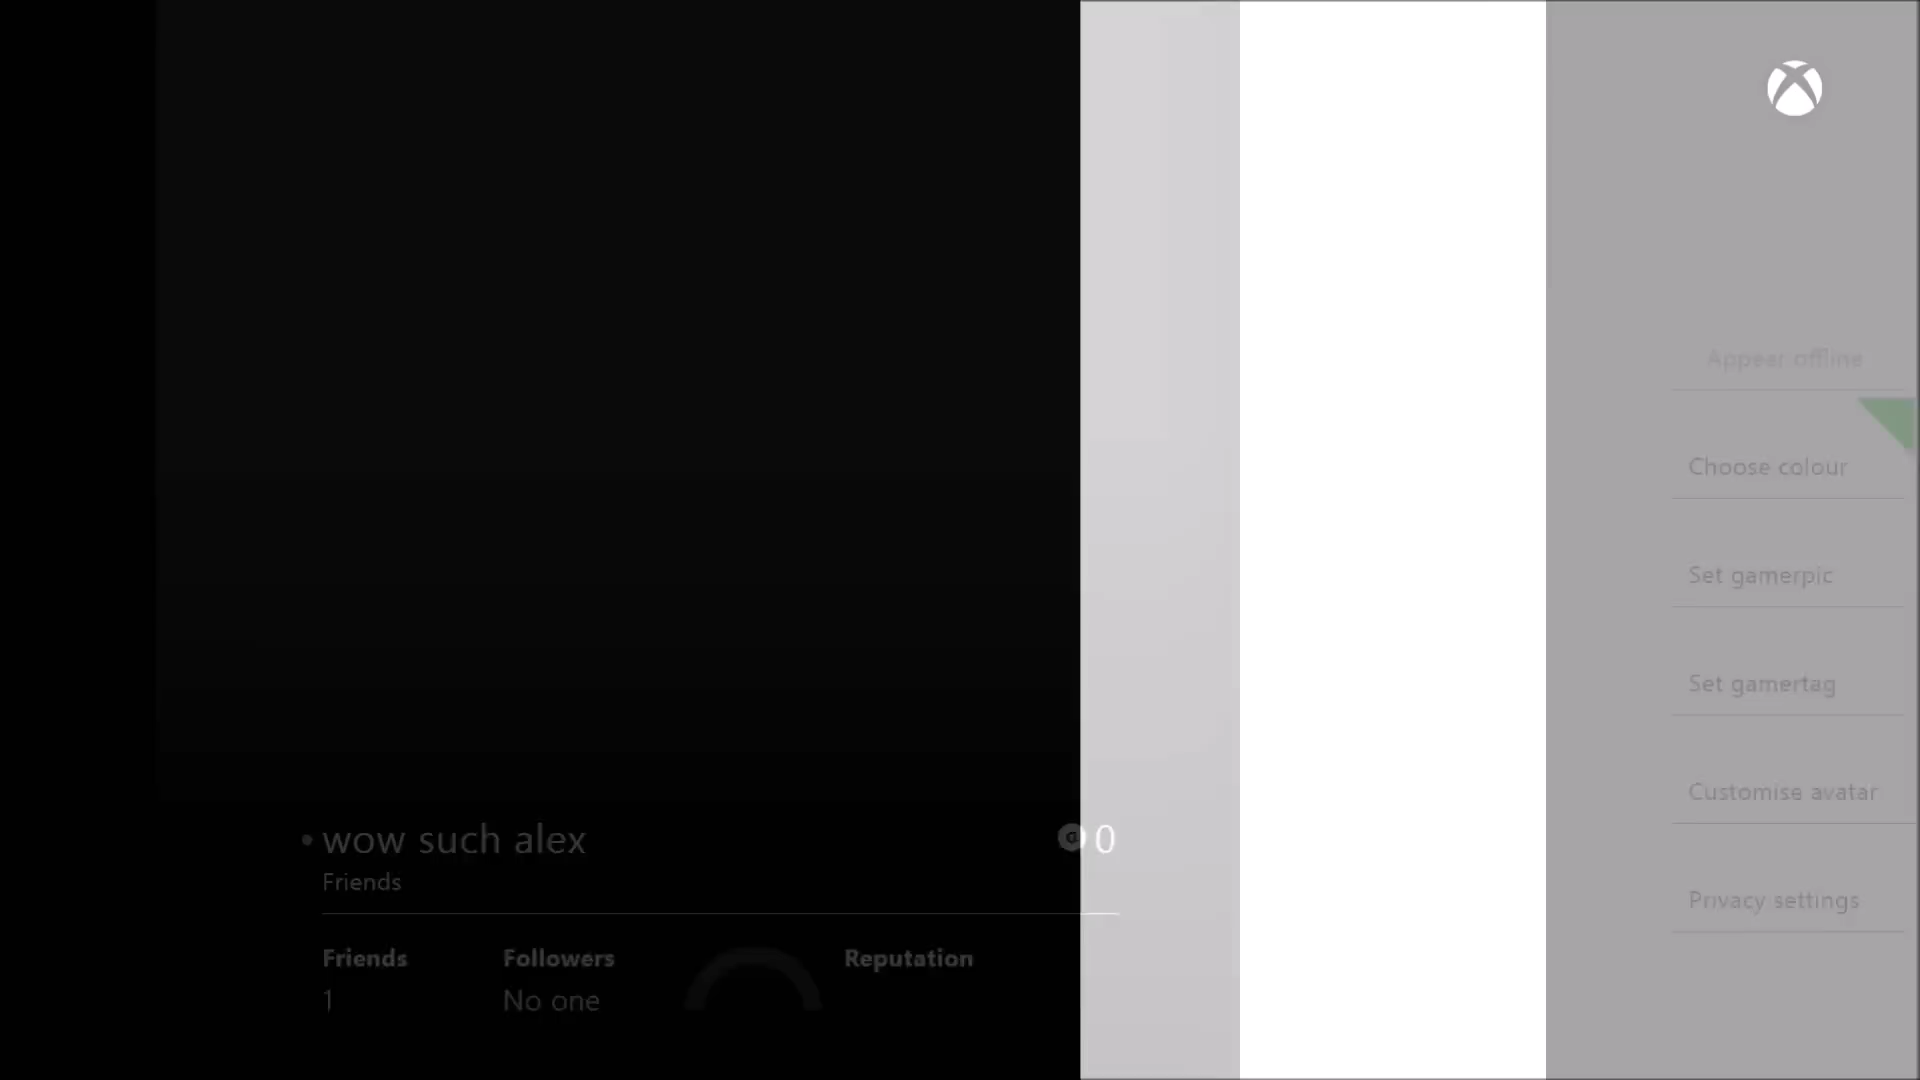 wow such alex
G 0
Friends
Friends
Followers
Reputation
1
No one
Appear offline
Choose colour
Set gamerpic
Set gamertag
Customise avatar
Privacy settings